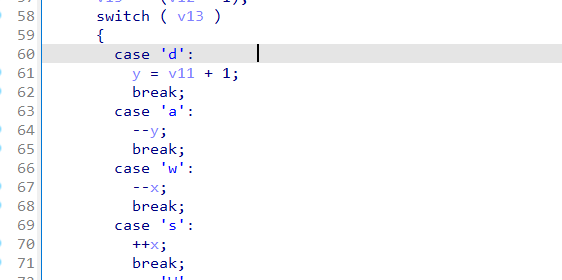 58 switch ( v13 )
59 {
60 case 'd':
61 y = v11 + 1;
62 break;
63 case 'a':
64 --y;
65 break;
66 case 'w':
67 --x;
68 break;
69 case 's':
70 ++x;
71 break;